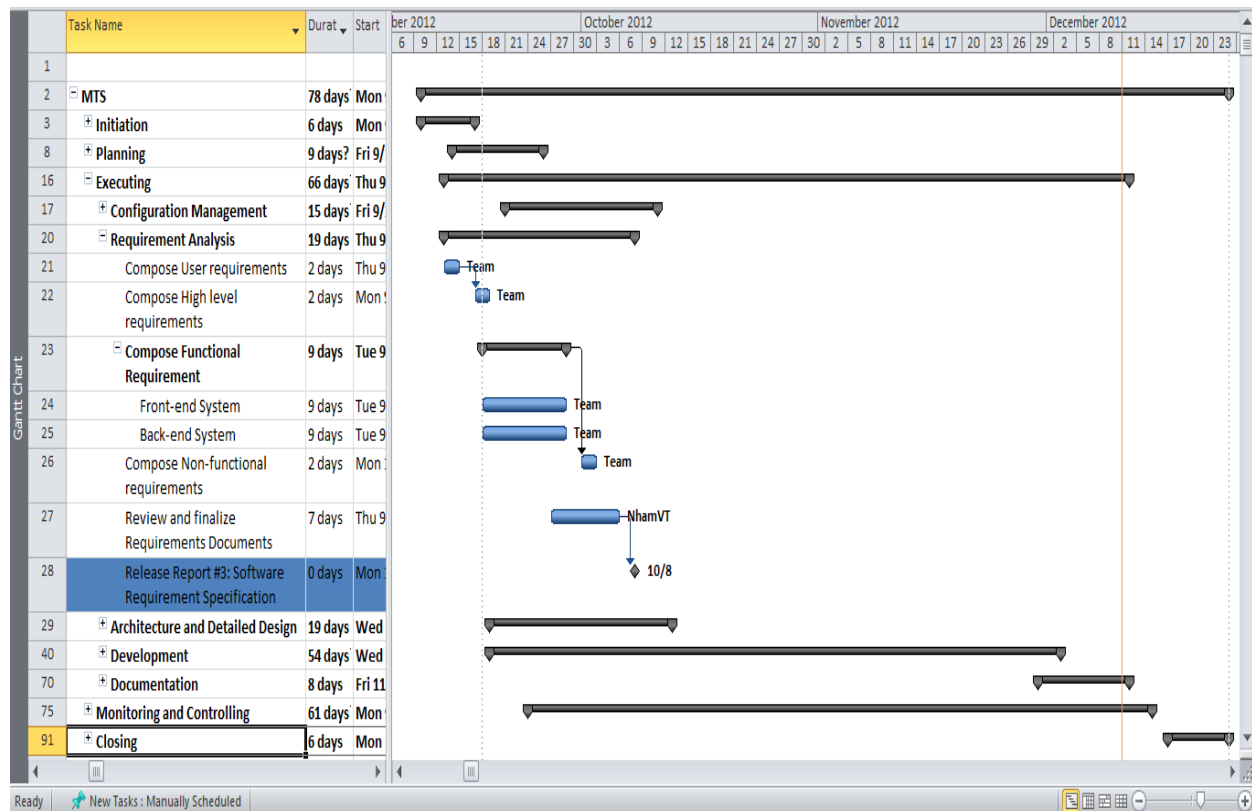 Task Name Durat Start ber 2012 October 2012 November 2012 December 2012
6 9 12 15 18 21 24 27 30 3 6 9 12 15 18 21 24 27 30 2 5 8 11 14 17 20 23 26 29 2 5 8 11 14 17 20 23
1
2 MTS 78 days Mon
3 Initiation 6 days Mon
8 Planning 9 days? Fri 9/
16 Executing 66 days Thu 9
17 Configuration Management 15 days Fri 9/
20 Requirement Analysis 19 days Thu 9
21 Compose User requirements 2 days Thu 9 Team
22 Compose High level 2 days Mon Team
requirements
23 Compose Functional 9 days Tue 9
Requirement
24 Front-end System 9 days Tue 9 Team
25 Back-end System 9 days Tue 9 Team
26 Compose Non-functional 2 days Mon Team
requirements
27 Review and finalize 7 days Thu 9 NhamVT
Requirements Documents
28 Release Report #3: Software 0 days Mon 10/8
Requirement Specification
29 Architecture and Detailed Design 19 days Wed
40 Development 54 days Wed
70 Documentation 8 days Fri 11
75 Monitoring and Controlling 61 days Mon
91 Closing 6 days Mon
Gantt Chart
Ready New Tasks : Manually Scheduled